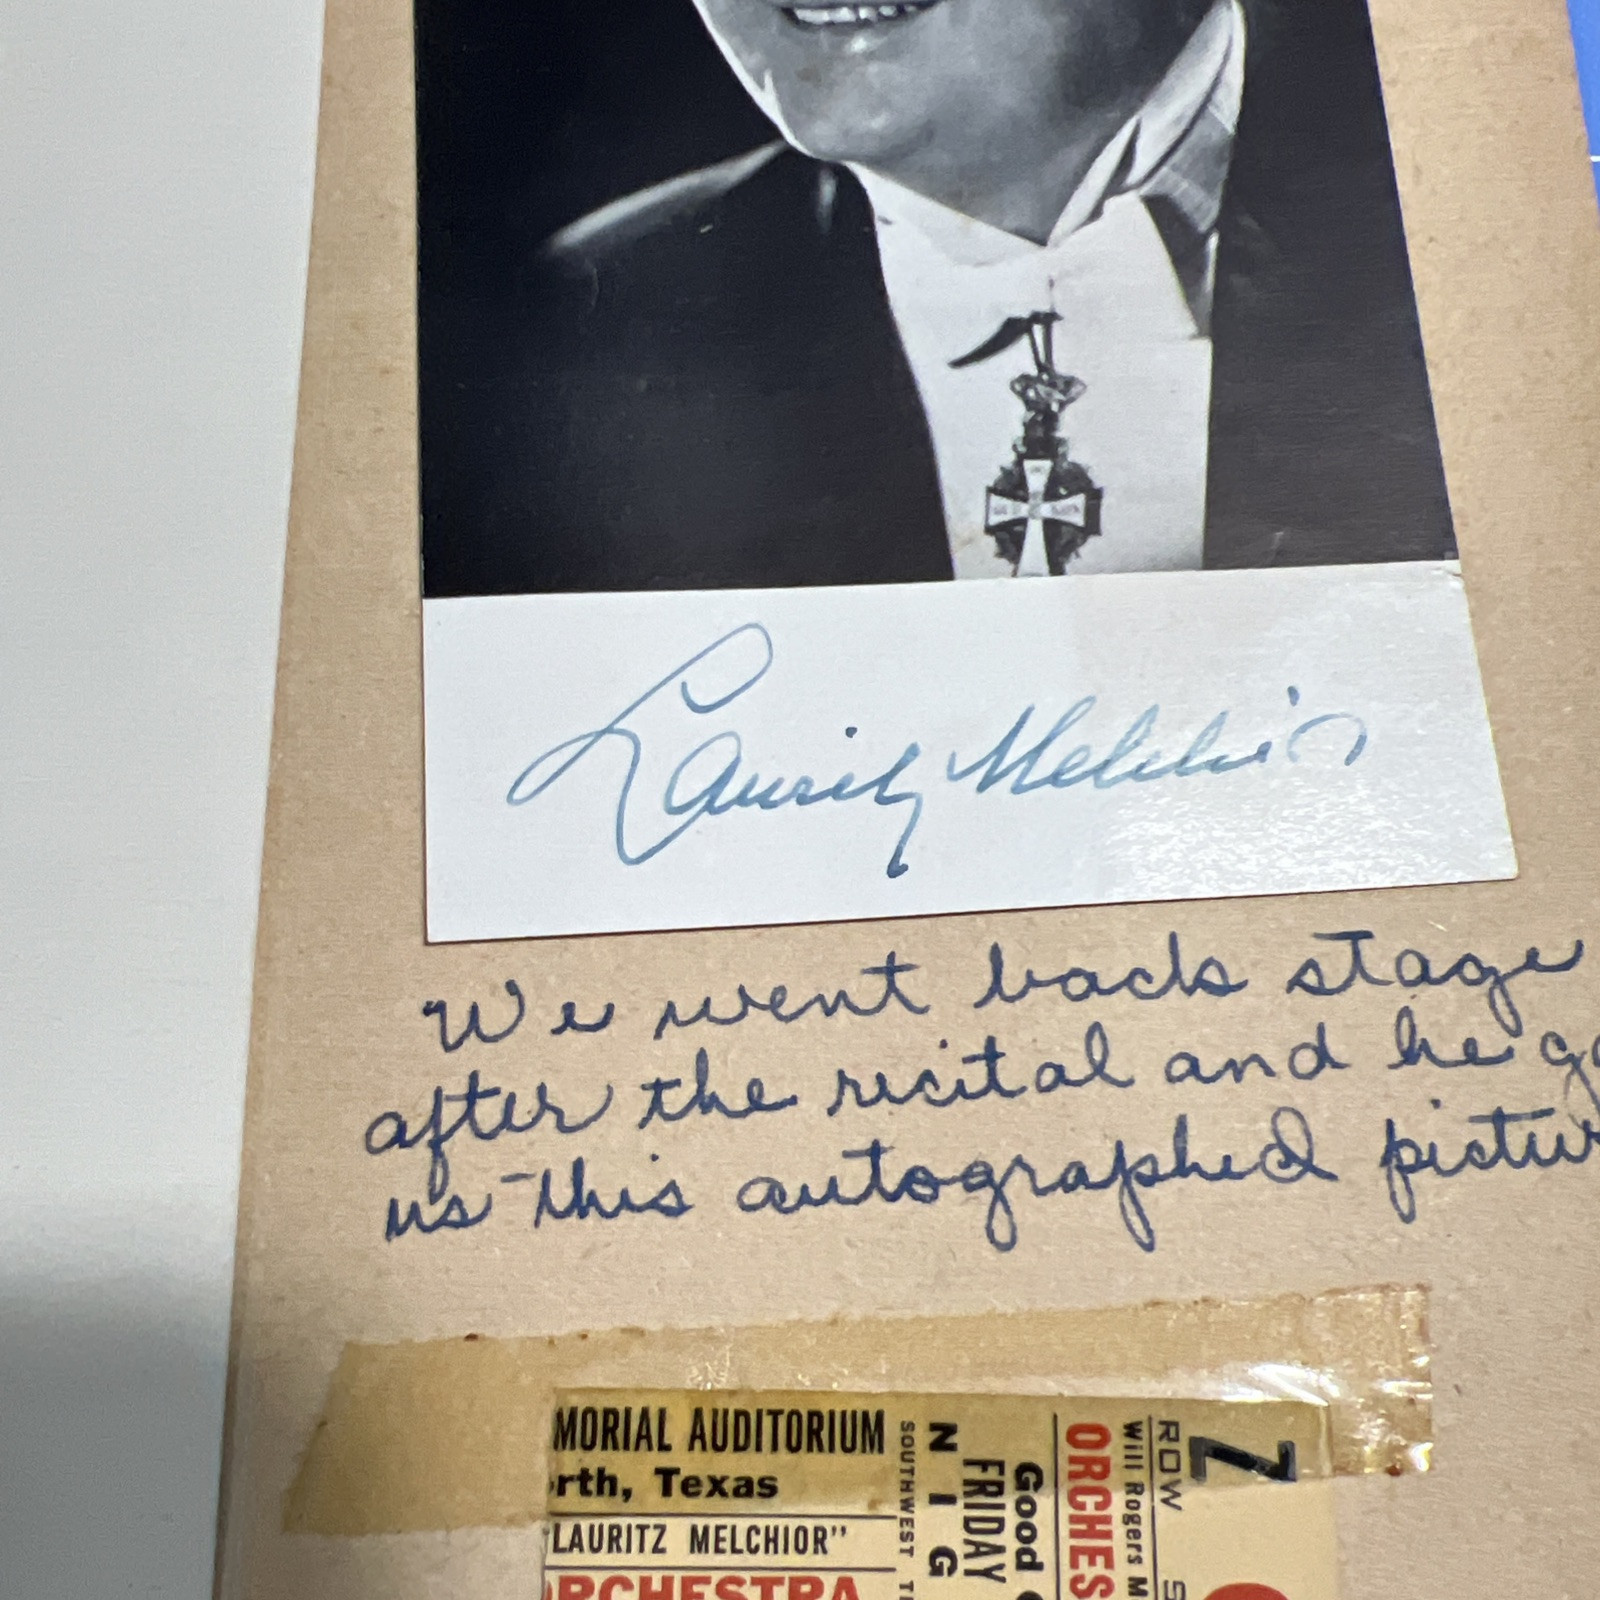 Lauritz Melchior
We went back stage
after the recital and he
us this autographed
MORIAL AUDITORIUM
rth, Texas
LAURITZ MELCHIOR"
ORCHESTRA
SOUTHWEST
NIG
FRIDAY
Good
ORCHES
Will Rogers M
ROW
Z